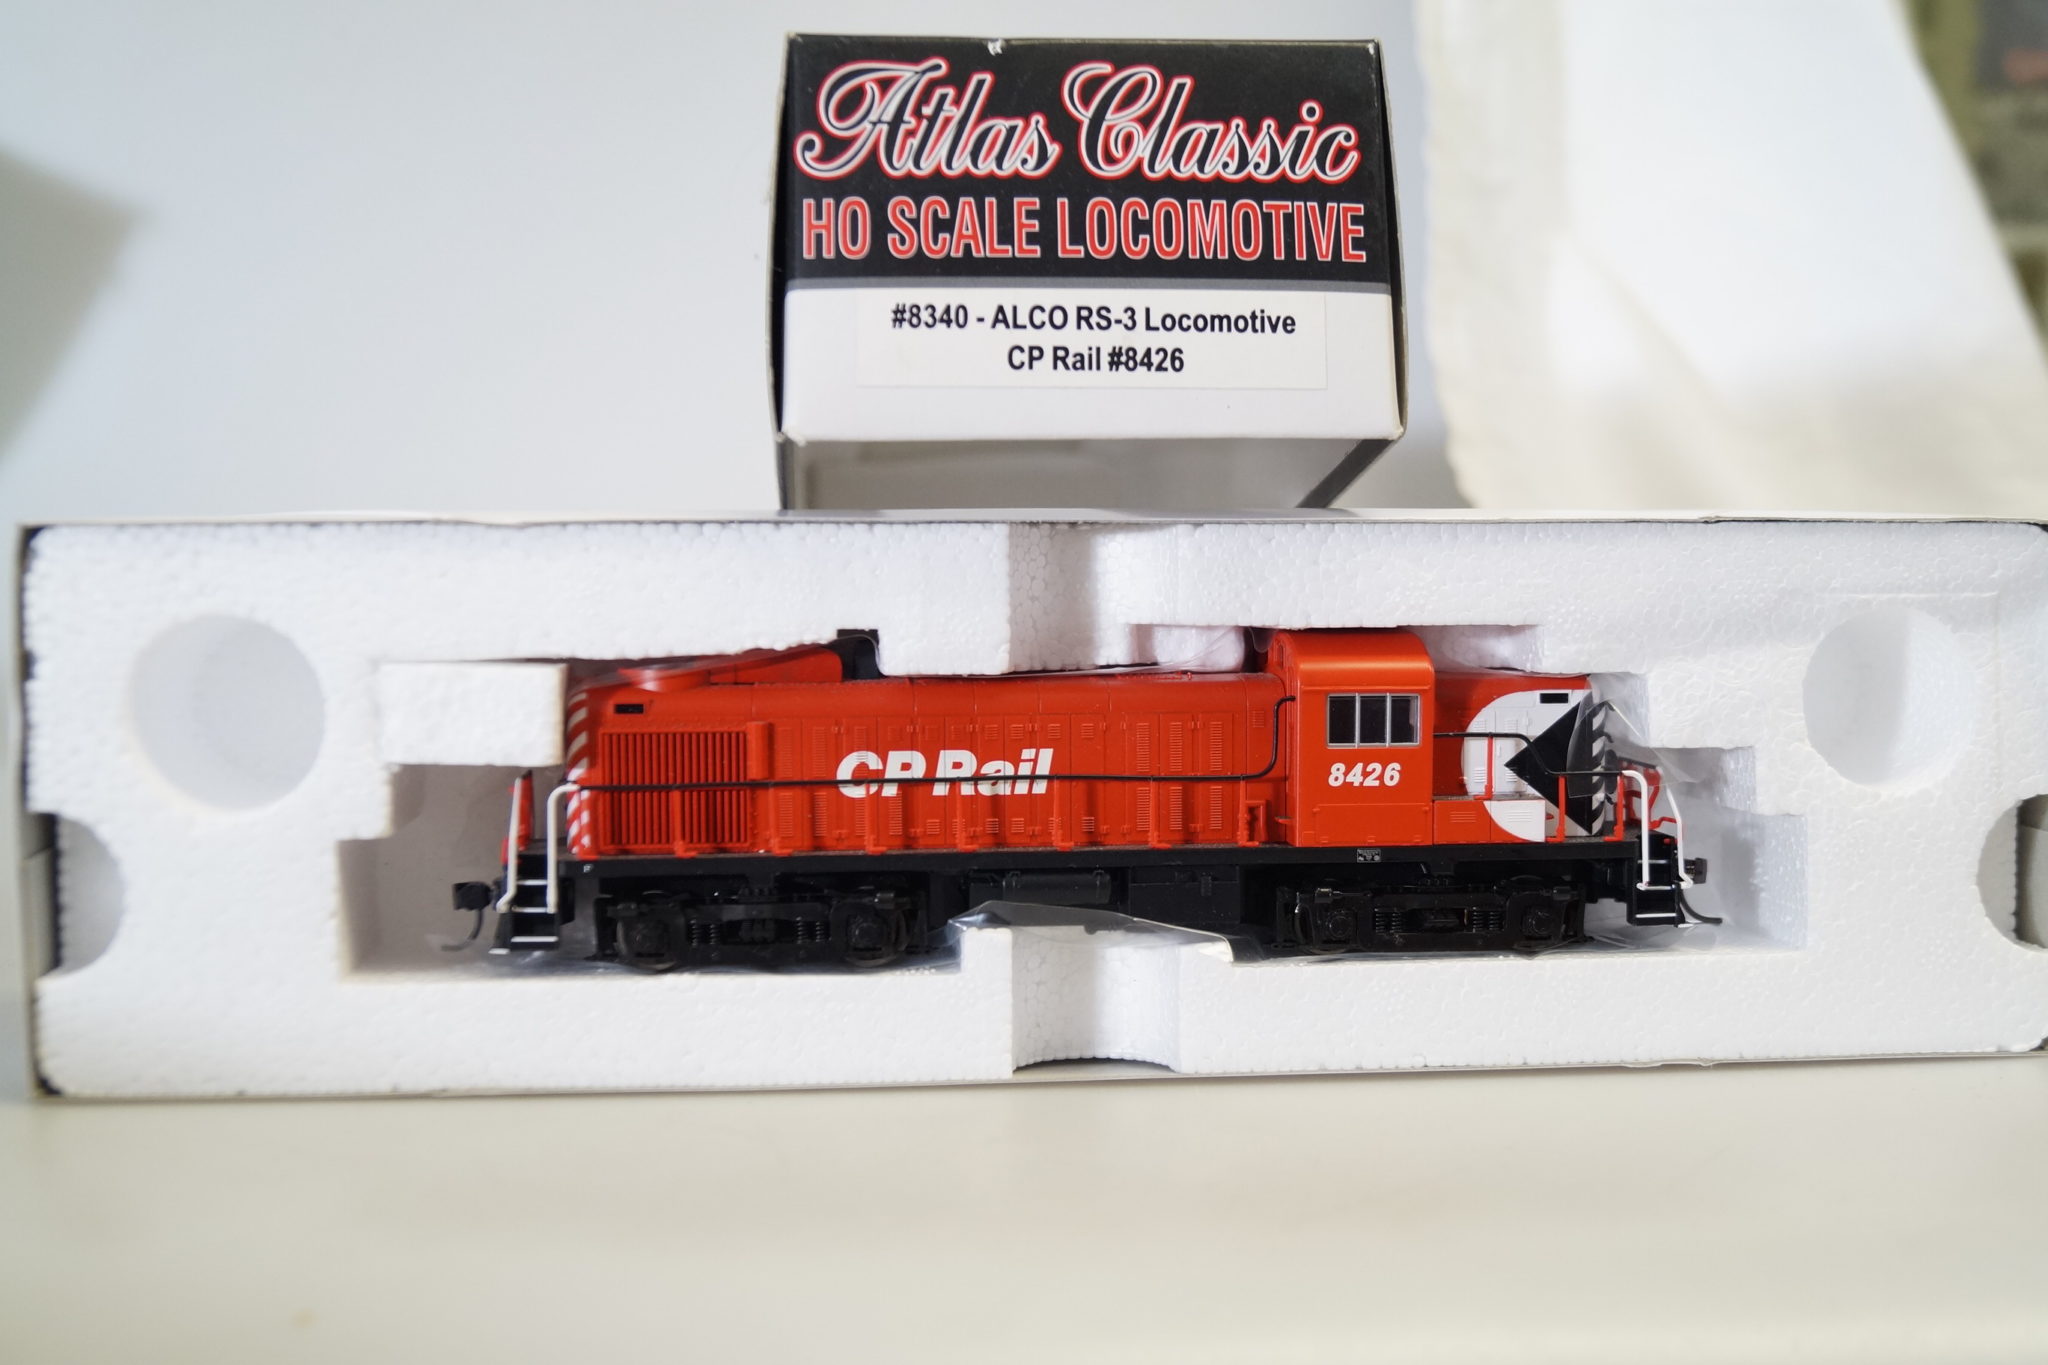 Atlas Classic
HO SCALE LOCOMOTIVE
#8340 - ALCO RS-3 Locomotive
CP Rail #8426
CP Rail
8426